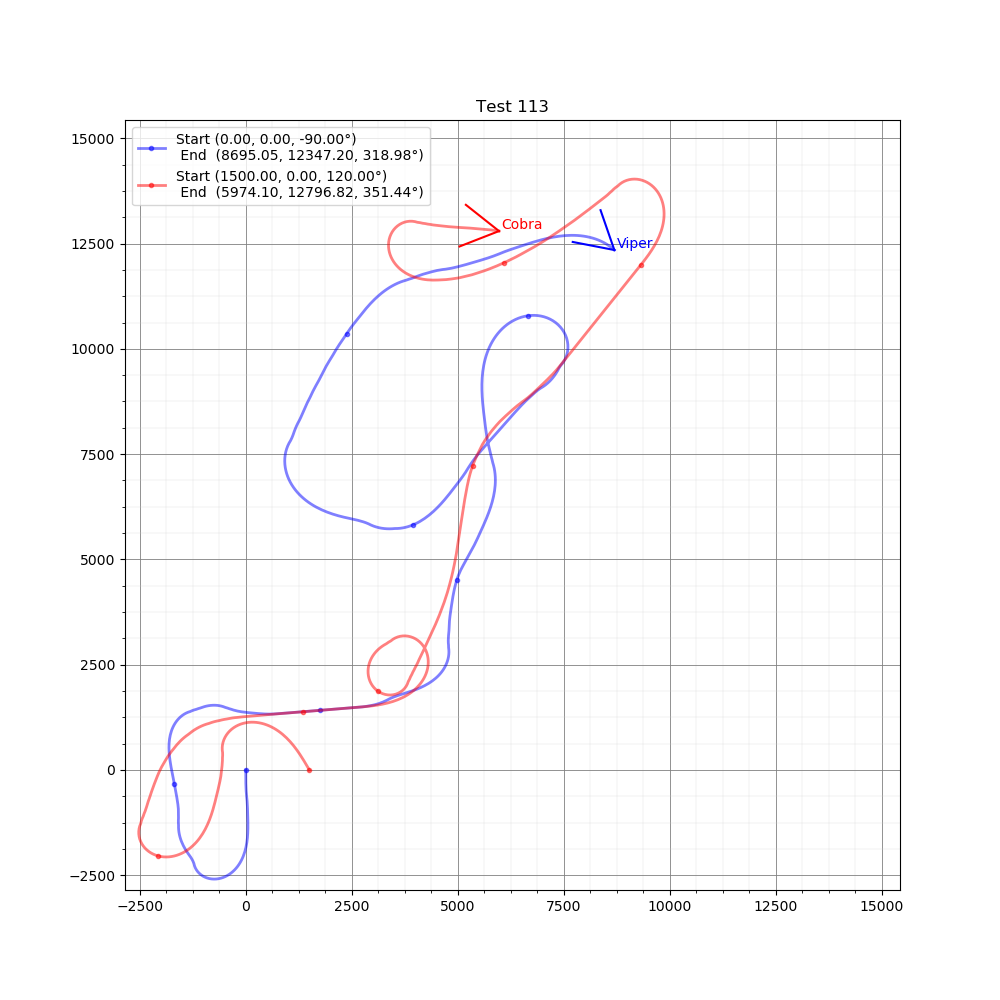 Test 113
Start (0.00, 0.00, -90.00°)
End (8695.05, 12347.20, 318.98°)
Start (1500.00, 0.00, 120.00°)
End (5974.10, 12796.82, 351.44°)
Cobra
Viper
15000
12500
10000
7500
5000
2500
0
−2500
−2500 0 2500 5000 7500 10000 12500 15000